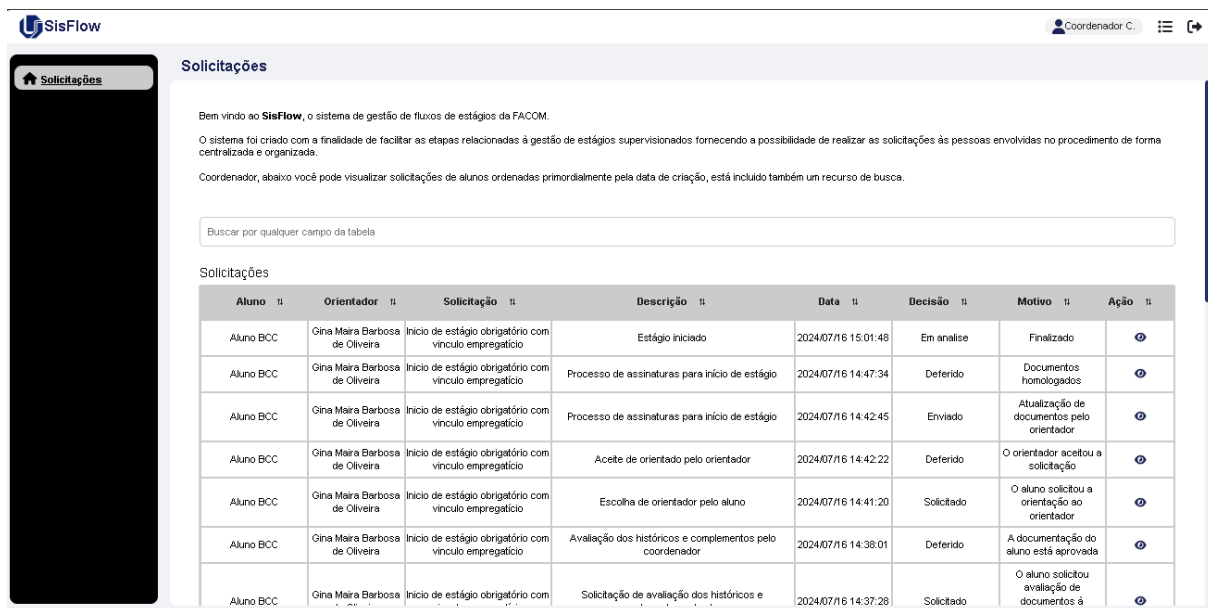 SisFlow
Coordenador C.
Solicitações
Solicitações
Bem vindo ao SisFlow, o sistema de gestão de fluxos de estágios da FACOM.
O sistema foi criado com a finalidade de facilitar as etapas relacionadas à gestão de estágios supervisionados fornecendo a possibilidade de realizar as solicitações às pessoas envolvidas no procedimento de forma
centralizada e organizada.
Coordenador, abaixo você pode visualizar solicitações de alunos ordenadas primordialmente pela data de criação, está incluido também um recurso de busca.
Buscar por qualquer campo da tabela
Solicitações
Aluno Orientador Solicitação Descrição Data Decisão Motivo Ação
Aluno BCC Gina Maira Barbosa de Oliveira Inicio de estágio obrigatório com vinculo empregatício Estágio iniciado 2024/07/16 15:01:48 Em analise Finalizado
Aluno BCC Gina Maira Barbosa de Oliveira Inicio de estágio obrigatório com vinculo empregatício Processo de assinaturas para início de estágio 2024/07/16 14:47:34 Deferido Documentos homologados
Aluno BCC Gina Maira Barbosa de Oliveira Inicio de estágio obrigatório com vinculo empregatício Processo de assinaturas para início de estágio 2024/07/16 14:42:45 Enviado Atualização de documentos pelo orientador
Aluno BCC Gina Maira Barbosa de Oliveira Inicio de estágio obrigatório com vinculo empregatício Aceite de orientado pelo orientador 2024/07/16 14:42:22 Deferido O orientador aceitou a solicitação
Aluno BCC Gina Maira Barbosa de Oliveira Inicio de estágio obrigatório com vinculo empregatício Escolha de orientador pelo aluno 2024/07/16 14:41:20 Solicitado O aluno solicitou a orientação ao orientador
Aluno BCC Gina Maira Barbosa de Oliveira Inicio de estágio obrigatório com vinculo empregatício Avaliação dos históricos e complementos pelo coordenador 2024/07/16 14:38:01 Deferido A documentação do aluno está aprovada
Aluno BCC Gina Maira Barbosa Inicio de estágio obrigatório com Solicitação de avaliação dos históricos e 2024/07/16 14:37:28 Solicitado O aluno solicitou avaliação de documentos à